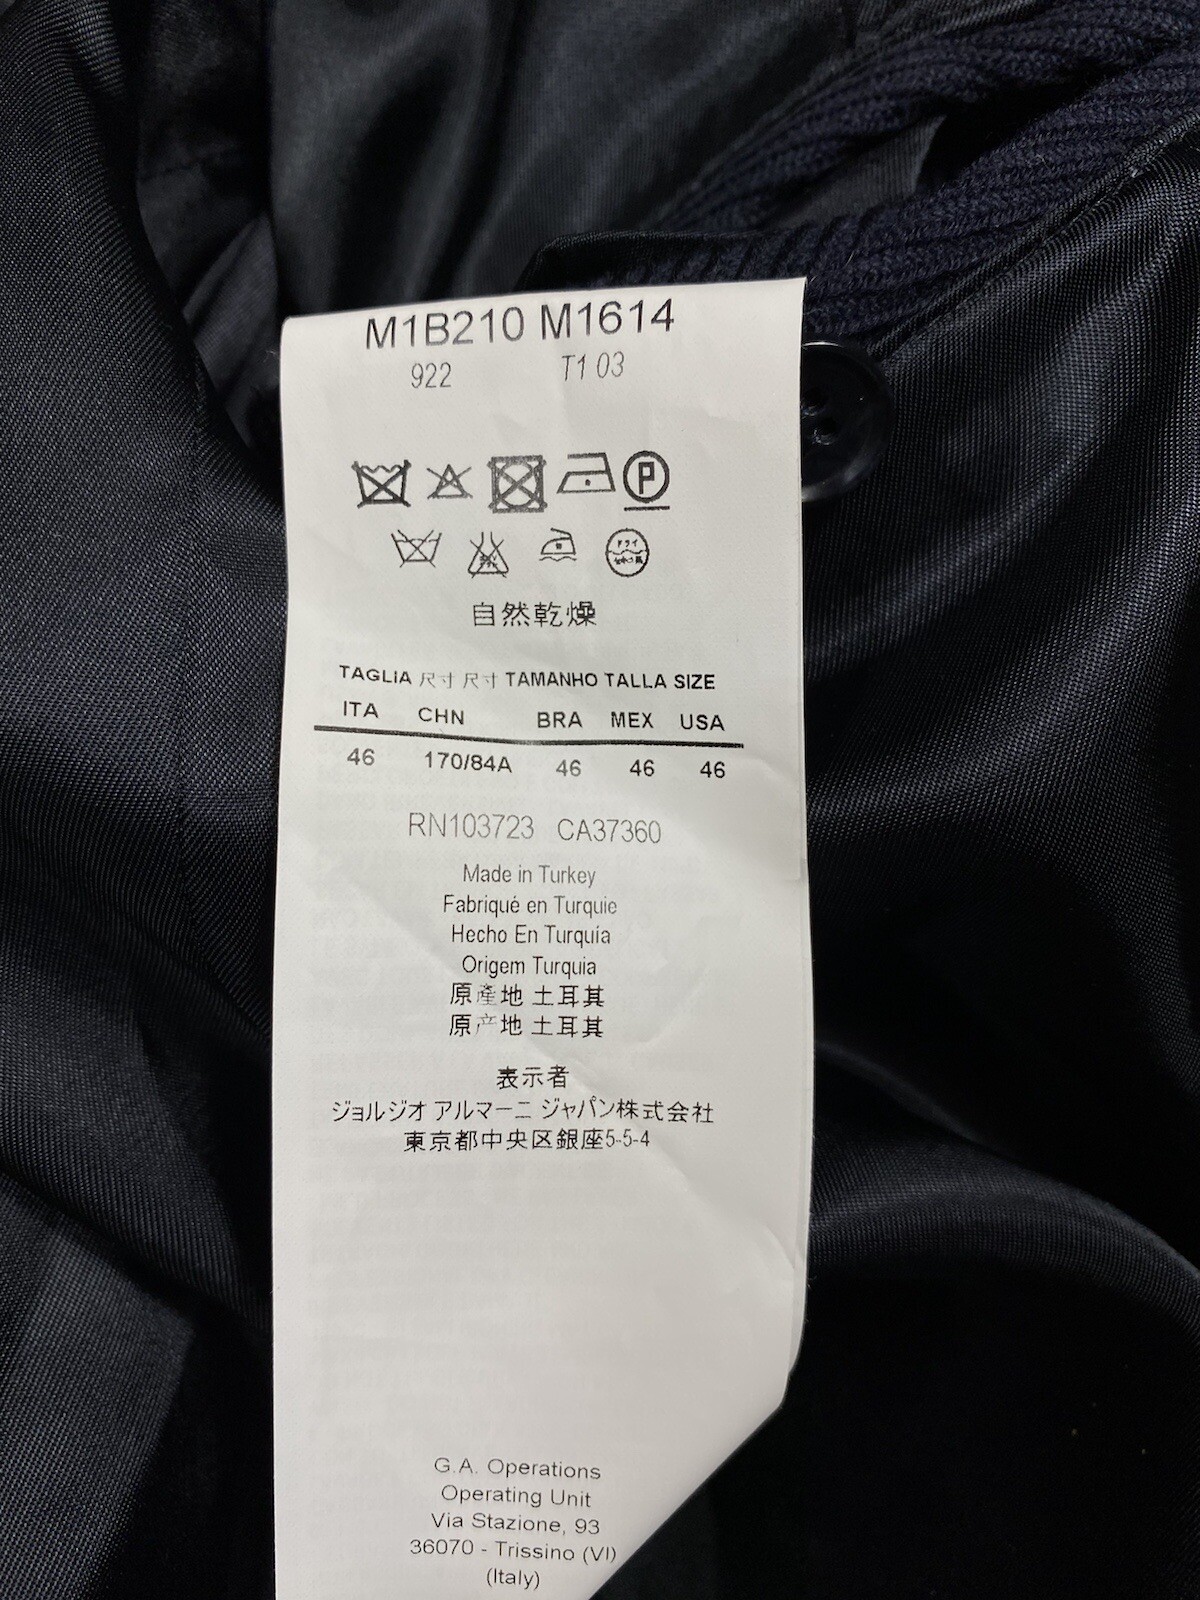 M1B210 M1614
922 T1 03
P
ドライ
自然乾燥
TAGLIA 尺寸 尺寸 TAMANHO TALLA SIZE
ITA CHN BRA MEX USA
46 170/84A 46 46 46
RN103723 CA37360
Made in Turkey
Fabriqué en Turquie
Hecho En Turquía
Origem Turquia
原產地 土耳其
原产地 土耳其
表示者
ジョルジオ アルマーニ ジャパン株式会社
東京都中央区銀座5-5-4
G.A. Operations
Operating Unit
Via Stazione, 93
36070 - Trissino (VI)
(Italy)